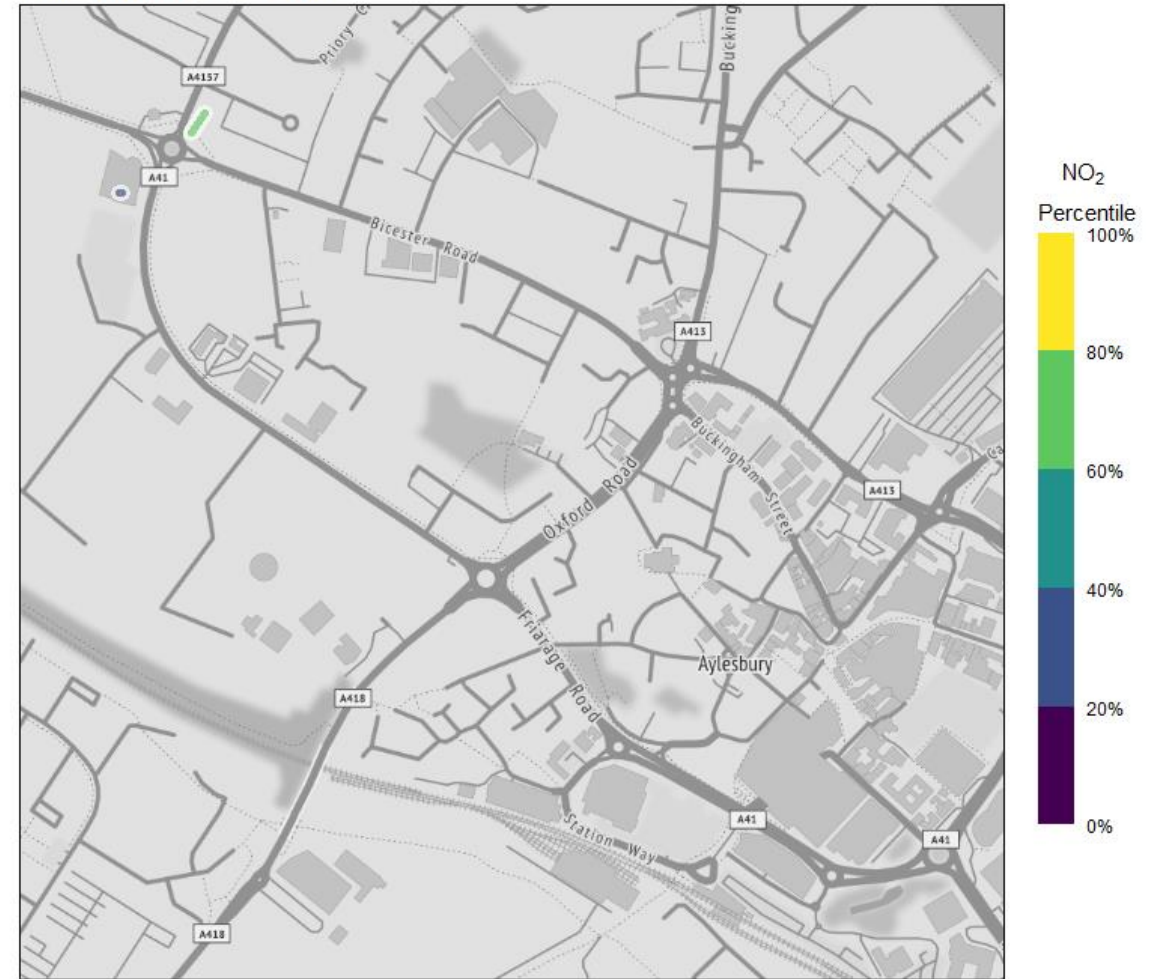 Priory C
Bucking
A4157
A41
Bicester Road
A413
Buckingham Street
Oxford Road
A413
Ca
Friarage Road
Aylesbury
A418
Station Way
A41
A41
A418
NO₂
Percentile
100%
80%
60%
40%
20%
0%